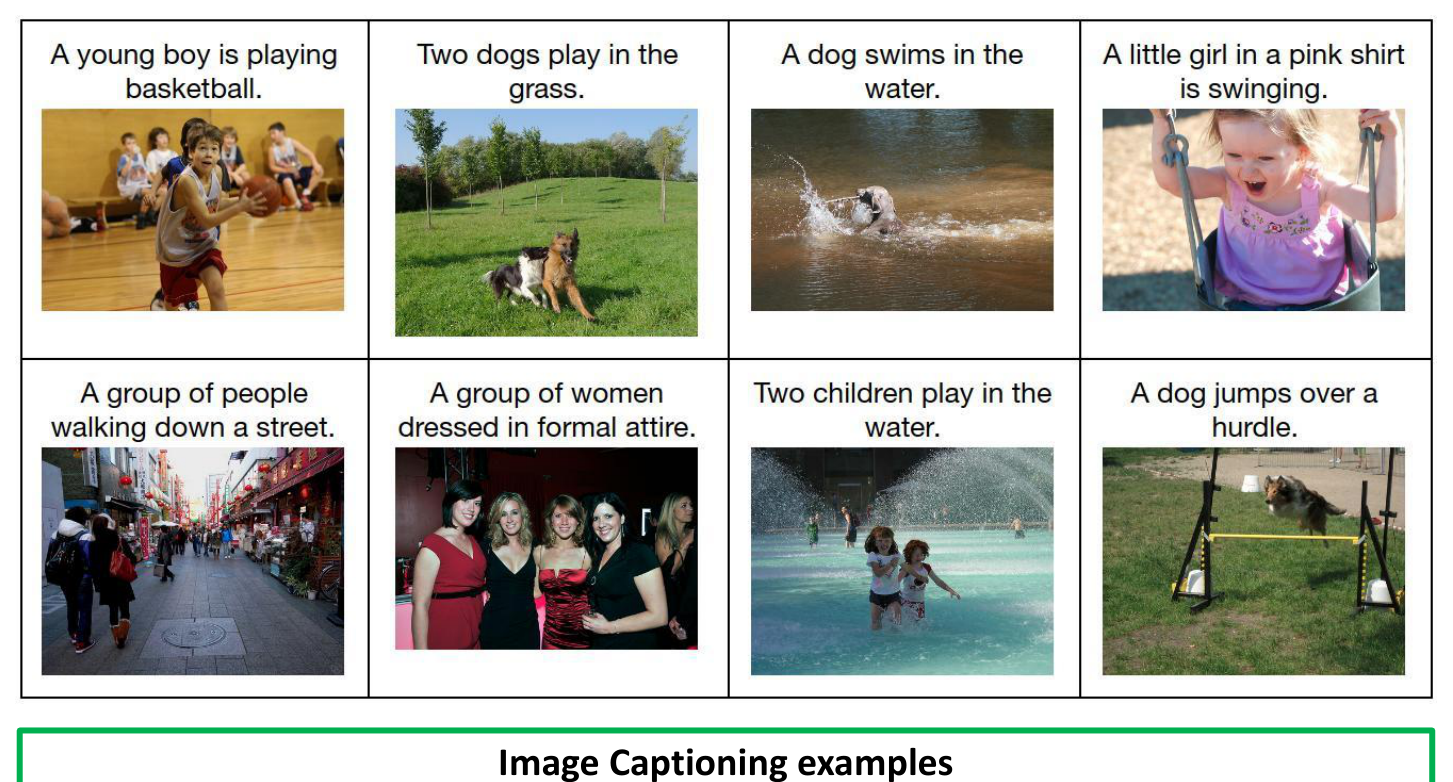 A young boy is playing
basketball.
Two dogs play in the
grass.
A dog swims in the
water.
A little girl in a pink shirt
is swinging.
A group of people
walking down a street.
A group of women
dressed in formal attire.
Two children play in the
water.
A dog jumps over a
hurdle.
Image Captioning examples